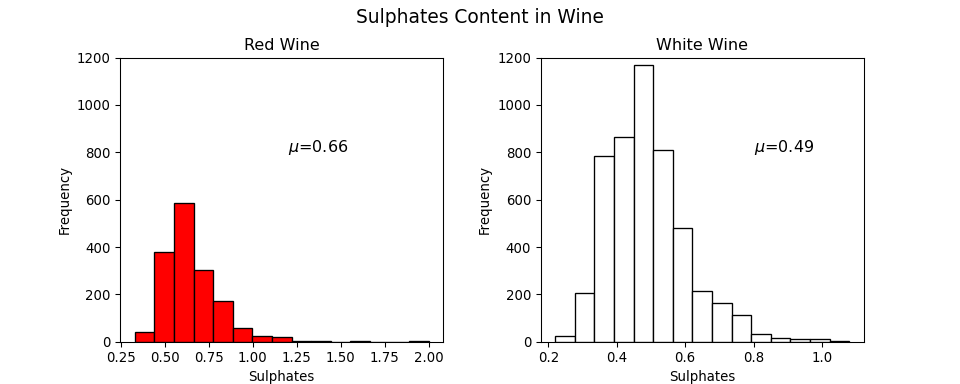 Sulphates Content in Wine
Red Wine
1200
1000
800
600
400
200
0
Frequency
μ=0.66
0.25 0.50 0.75 1.00 1.25 1.50 1.75 2.00
Sulphates
White Wine
1200
1000
800
600
400
200
0
Frequency
μ=0.49
0.2 0.4 0.6 0.8 1.0
Sulphates